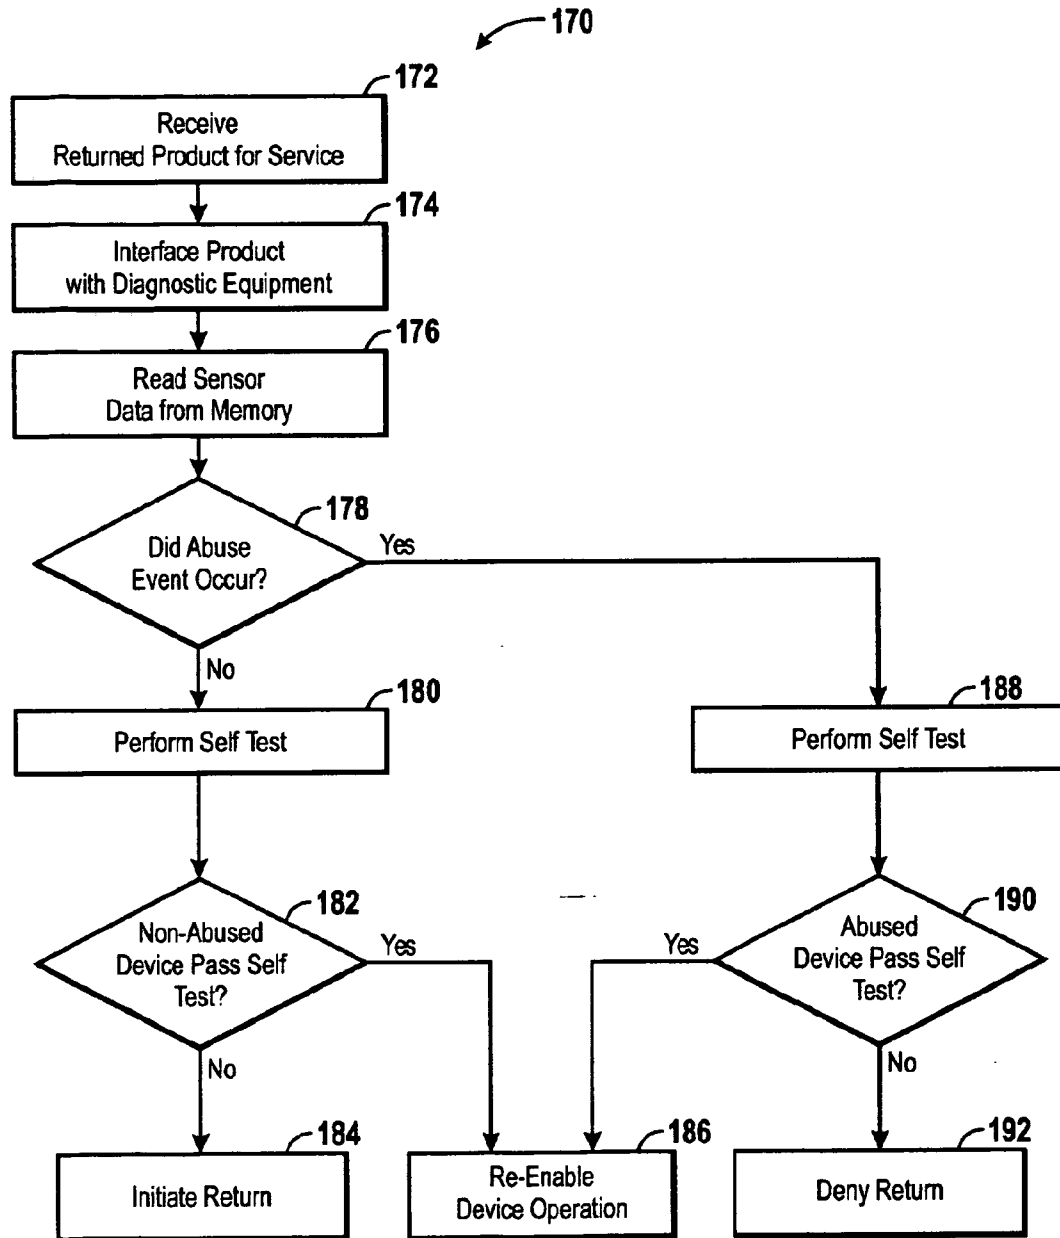 170
172
Receive
Returned Product for Service
174
Interface Product
with Diagnostic Equipment
176
Read Sensor
Data from Memory
178
Did Abuse
Event Occur?
Yes
No
180
Perform Self Test
188
Perform Self Test
182
Non-Abused
Device Pass Self
Test?
Yes
No
190
Abused
Device Pass Self
Test?
Yes
No
184
Initiate Return
186
Re-Enable
Device Operation
192
Deny Return